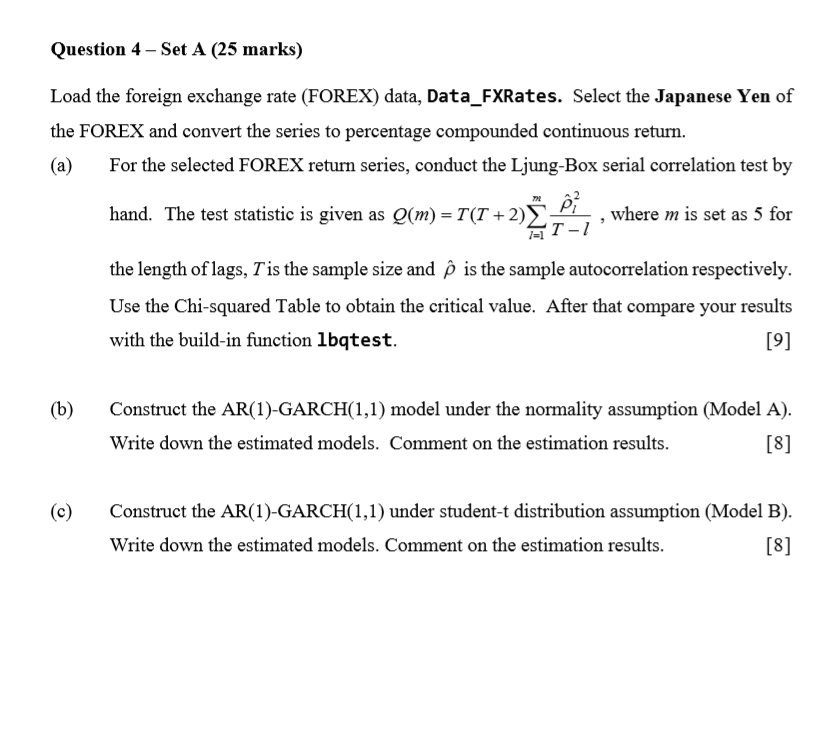 Question 4 – Set A (25 marks)
Load the foreign exchange rate (FOREX) data, Data_FXRates. Select the Japanese Yen of
the FOREX and convert the series to percentage compounded continuous return.
(a) For the selected FOREX return series, conduct the Ljung-Box serial correlation test by
hand. The test statistic is given as Q(m) = T(T + 2) ∑_{l=1}^{m} \frac{ρ̂_l^2}{T − l} , where m is set as 5 for
the length of lags, T is the sample size and ρ̂ is the sample autocorrelation respectively.
Use the Chi-squared Table to obtain the critical value. After that compare your results
with the build-in function lbqtest. [9]
(b) Construct the AR(1)-GARCH(1,1) model under the normality assumption (Model A).
Write down the estimated models. Comment on the estimation results. [8]
(c) Construct the AR(1)-GARCH(1,1) under student-t distribution assumption (Model B).
Write down the estimated models. Comment on the estimation results. [8]